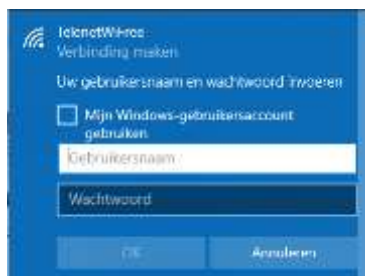 TelenetWiFree
Verbinding maken
Uw gebruikersnaam en wachtwoord invoeren
Mijn Windows-gebruikersaccount
gebruiken
Gebruikersnaam
Wachtwoord
OK
Annuleren